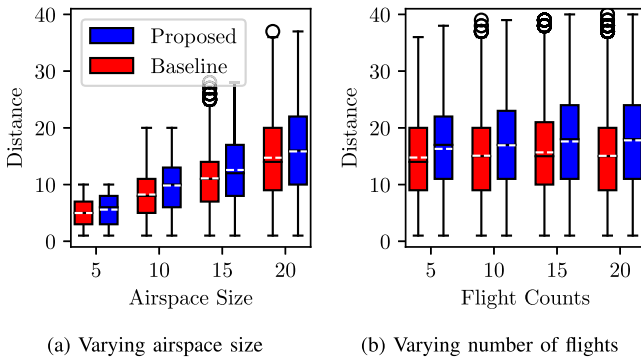 Proposed
Baseline
Distance
40
30
20
10
0
5 10 15 20
Airspace Size
(a) Varying airspace size
Distance
40
30
20
10
0
5 10 15 20
Flight Counts
(b) Varying number of flights